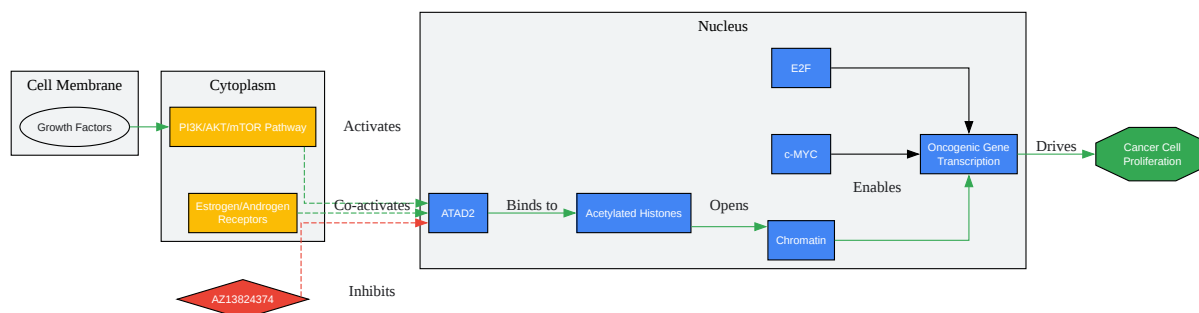 Nucleus
Cell Membrane
Growth Factors
Cytoplasm
PI3K/AKT/mTOR Pathway
Estrogen/Androgen
Receptors
AZ13824374
Activates
Co-activates
Inhibits
ATAD2
Binds to
Acetylated Histones
Opens
Chromatin
E2F
c-MYC
Enables
Oncogenic Gene
Transcription
Drives
Cancer Cell
Proliferation